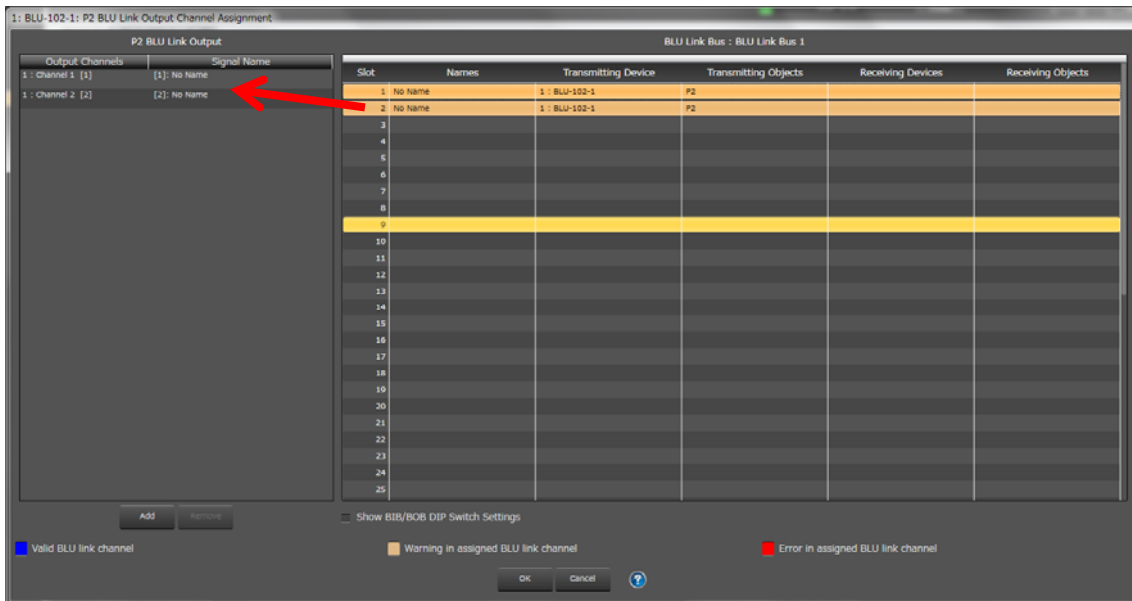 1: BLU-102-1: P2 BLU Link Output Channel Assignment
P2 BLU Link Output
BLU Link Bus : BLU Link Bus 1
Output Channels Signal Name
1 : Channel 1 [1] [1]: No Name
1 : Channel 2 [2] [2]: No Name
Slot Names Transmitting Device Transmitting Objects Receiving Devices Receiving Objects
1 No Name 1 : BLU-102-1 P2
2 No Name 1 : BLU-102-1 P2
3
4
5
6
7
8
9
10
11
12
13
14
15
16
17
18
19
20
21
22
23
24
25
Add Remove
Show BIB/BOB DIP Switch Settings
Valid BLU link channel Warning in assigned BLU link channel Error in assigned BLU link channel
OK Cancel ?